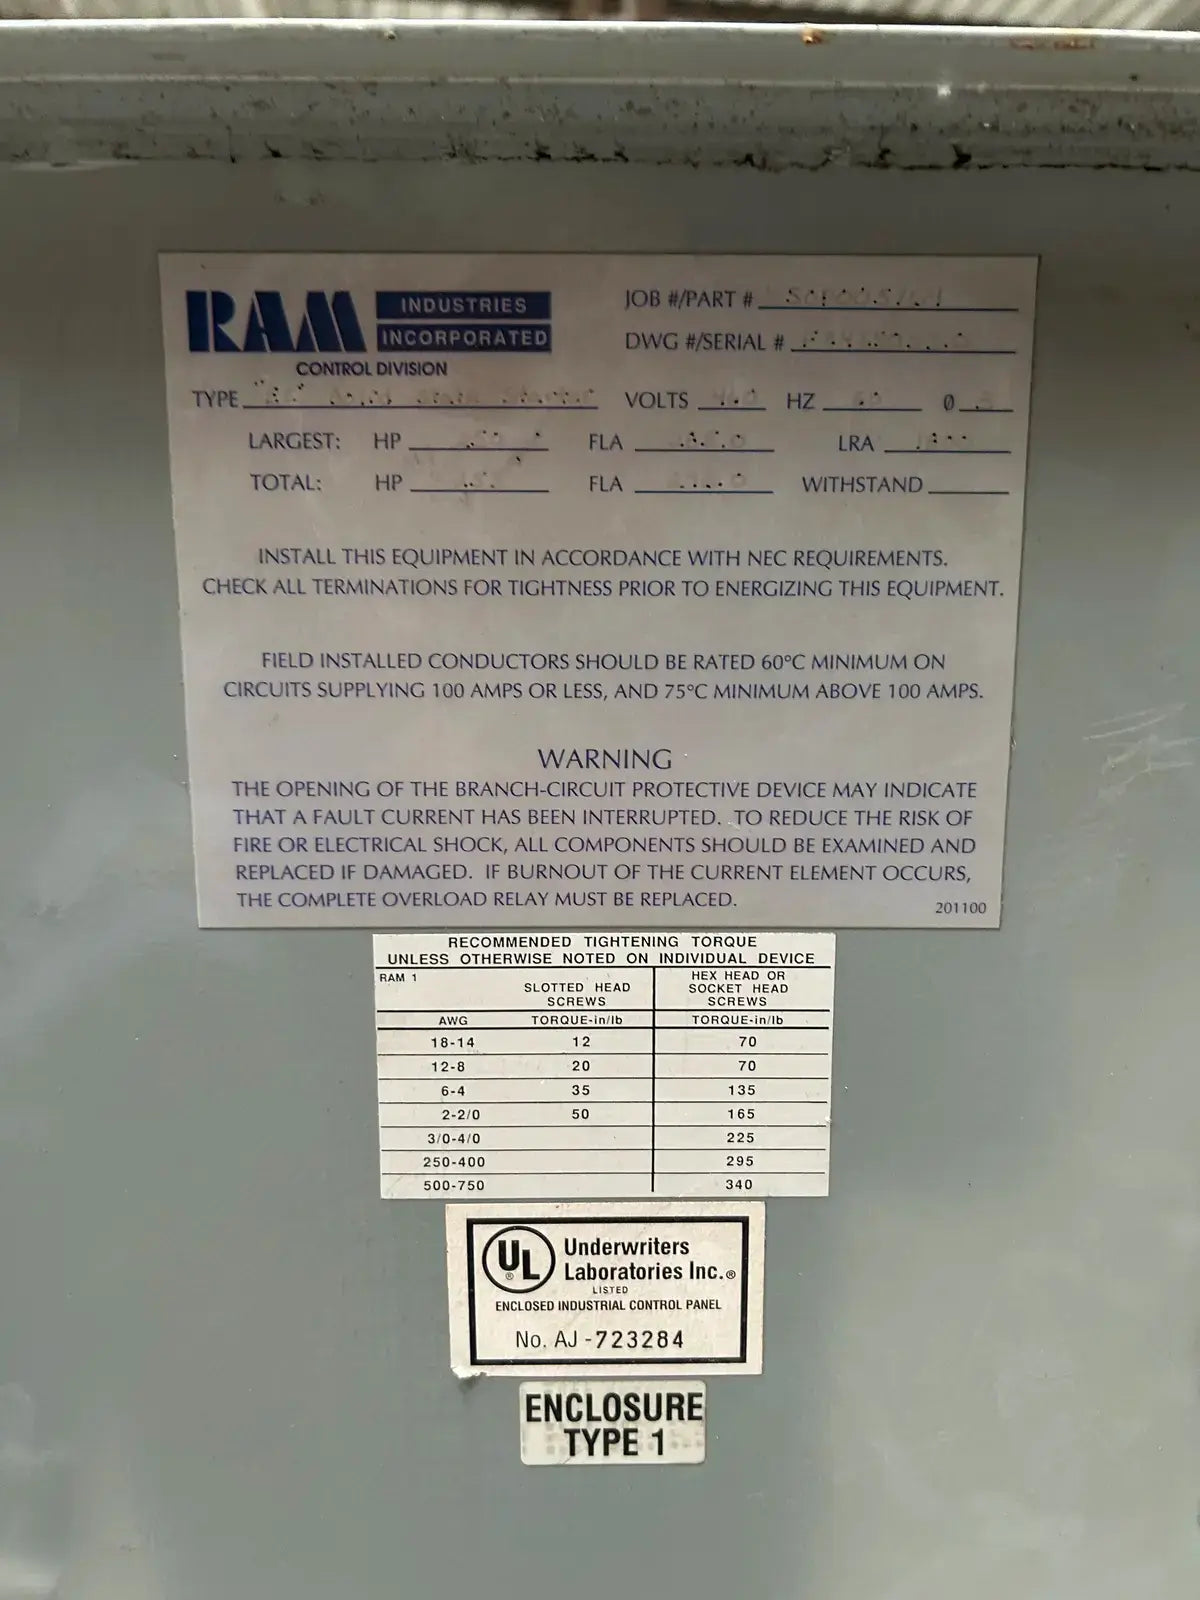 RAM INDUSTRIES
INCORPORATED
CONTROL DIVISION
JOB #/PART #
DWG #/SERIAL #
TYPE VOLTS HZ Ø
LARGEST: HP FLA LRA
TOTAL: HP FLA WITHSTAND
INSTALL THIS EQUIPMENT IN ACCORDANCE WITH NEC REQUIREMENTS.
CHECK ALL TERMINATIONS FOR TIGHTNESS PRIOR TO ENERGIZING THIS EQUIPMENT.
FIELD INSTALLED CONDUCTORS SHOULD BE RATED 60°C MINIMUM ON
CIRCUITS SUPPLYING 100 AMPS OR LESS, AND 75°C MINIMUM ABOVE 100 AMPS.
WARNING
THE OPENING OF THE BRANCH-CIRCUIT PROTECTIVE DEVICE MAY INDICATE
THAT A FAULT CURRENT HAS BEEN INTERRUPTED. TO REDUCE THE RISK OF
FIRE OR ELECTRICAL SHOCK, ALL COMPONENTS SHOULD BE EXAMINED AND
REPLACED IF DAMAGED. IF BURNOUT OF THE CURRENT ELEMENT OCCURS,
THE COMPLETE OVERLOAD RELAY MUST BE REPLACED.
201100
RECOMMENDED TIGHTENING TORQUE
UNLESS OTHERWISE NOTED ON INDIVIDUAL DEVICE
RAM 1
SLOTTED HEAD
SCREWS
HEX HEAD OR
SOCKET HEAD
SCREWS
AWG TORQUE-in/lb TORQUE-in/lb
18-14 12 70
12-8 20 70
6-4 35 135
2-2/0 50 165
3/0-4/0 225
250-400 295
500-750 340
UL ®
Underwriters
Laboratories Inc.®
LISTED
ENCLOSED INDUSTRIAL CONTROL PANEL
No. AJ-723284
ENCLOSURE
TYPE 1